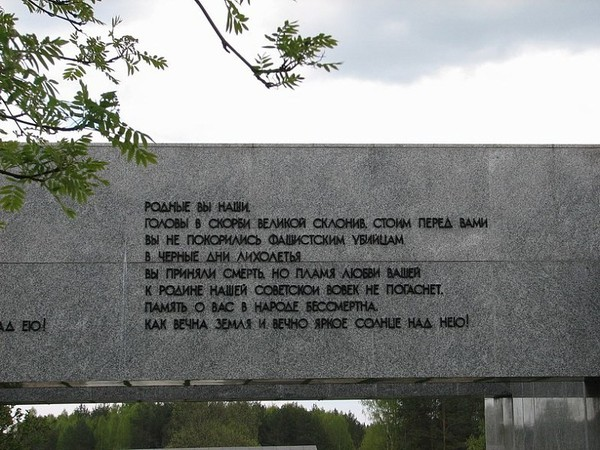 РОДНЫЕ ВЫ НАШИ.
ГОЛОВЫ В СКОРБИ ВЕЛИКОЙ СКЛОНИВ, СТОИМ ПЕРЕД ВАМИ
ВЫ НЕ ПОКОРИЛИСЬ ФАШИСТСКИМ УБИЙЦАМ
В ЧЕРНЫЕ ДНИ ЛИХОЛЕТЬЯ
ВЫ ПРИНЯЛИ СМЕРТЬ, НО ПЛАМЯ ЛЮБВИ ВАШЕЙ
К РОДИНЕ НАШЕЙ СОВЕТСКОЙ ВОВЕК НЕ ПОГАСНЕТ.
ПАМЯТЬ О ВАС В НАРОДЕ БЕССМЕРТНА,
АД ЕЮ!
КАК ВЕЧНА ЗЕМЛЯ И ВЕЧНО ЯРКОЕ СОЛНЦЕ НАД НЕЮ!